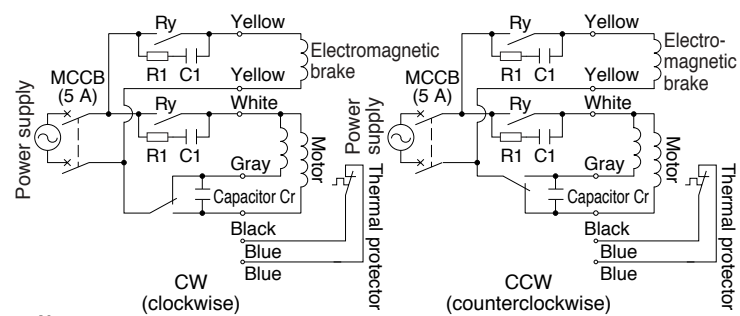 Ry
Yellow
Electromagnetic
brake
R1 C1
MCCB
(5 A)
Yellow
Power supply
Ry
White
R1 C1
Motor
Gray
Capacitor Cr
Thermal protector
Black
Blue
Blue
CW
(clockwise)
Ry
Yellow
Electro-
magnetic
brake
R1 C1
MCCB
(5 A)
Yellow
Power
supply
Ry
White
R1 C1
Motor
Gray
Capacitor Cr
Thermal protector
Black
Blue
Blue
CCW
(counterclockwise)